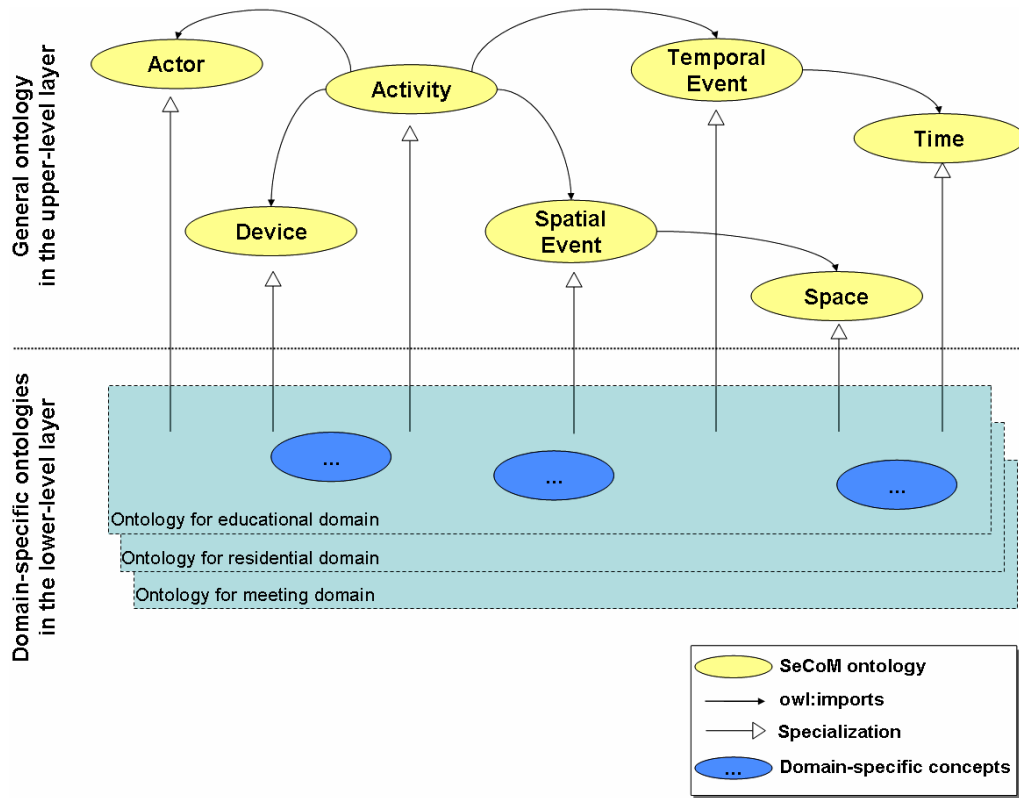 General ontology
in the upper-level layer
Actor
Activity
Temporal
Event
Time
Device
Spatial
Event
Space
Domain-specific ontologies
in the lower-level layer
...
...
...
Ontology for educational domain
Ontology for residential domain
Ontology for meeting domain
SeCoM ontology
owl:imports
Specialization
...
Domain-specific concepts